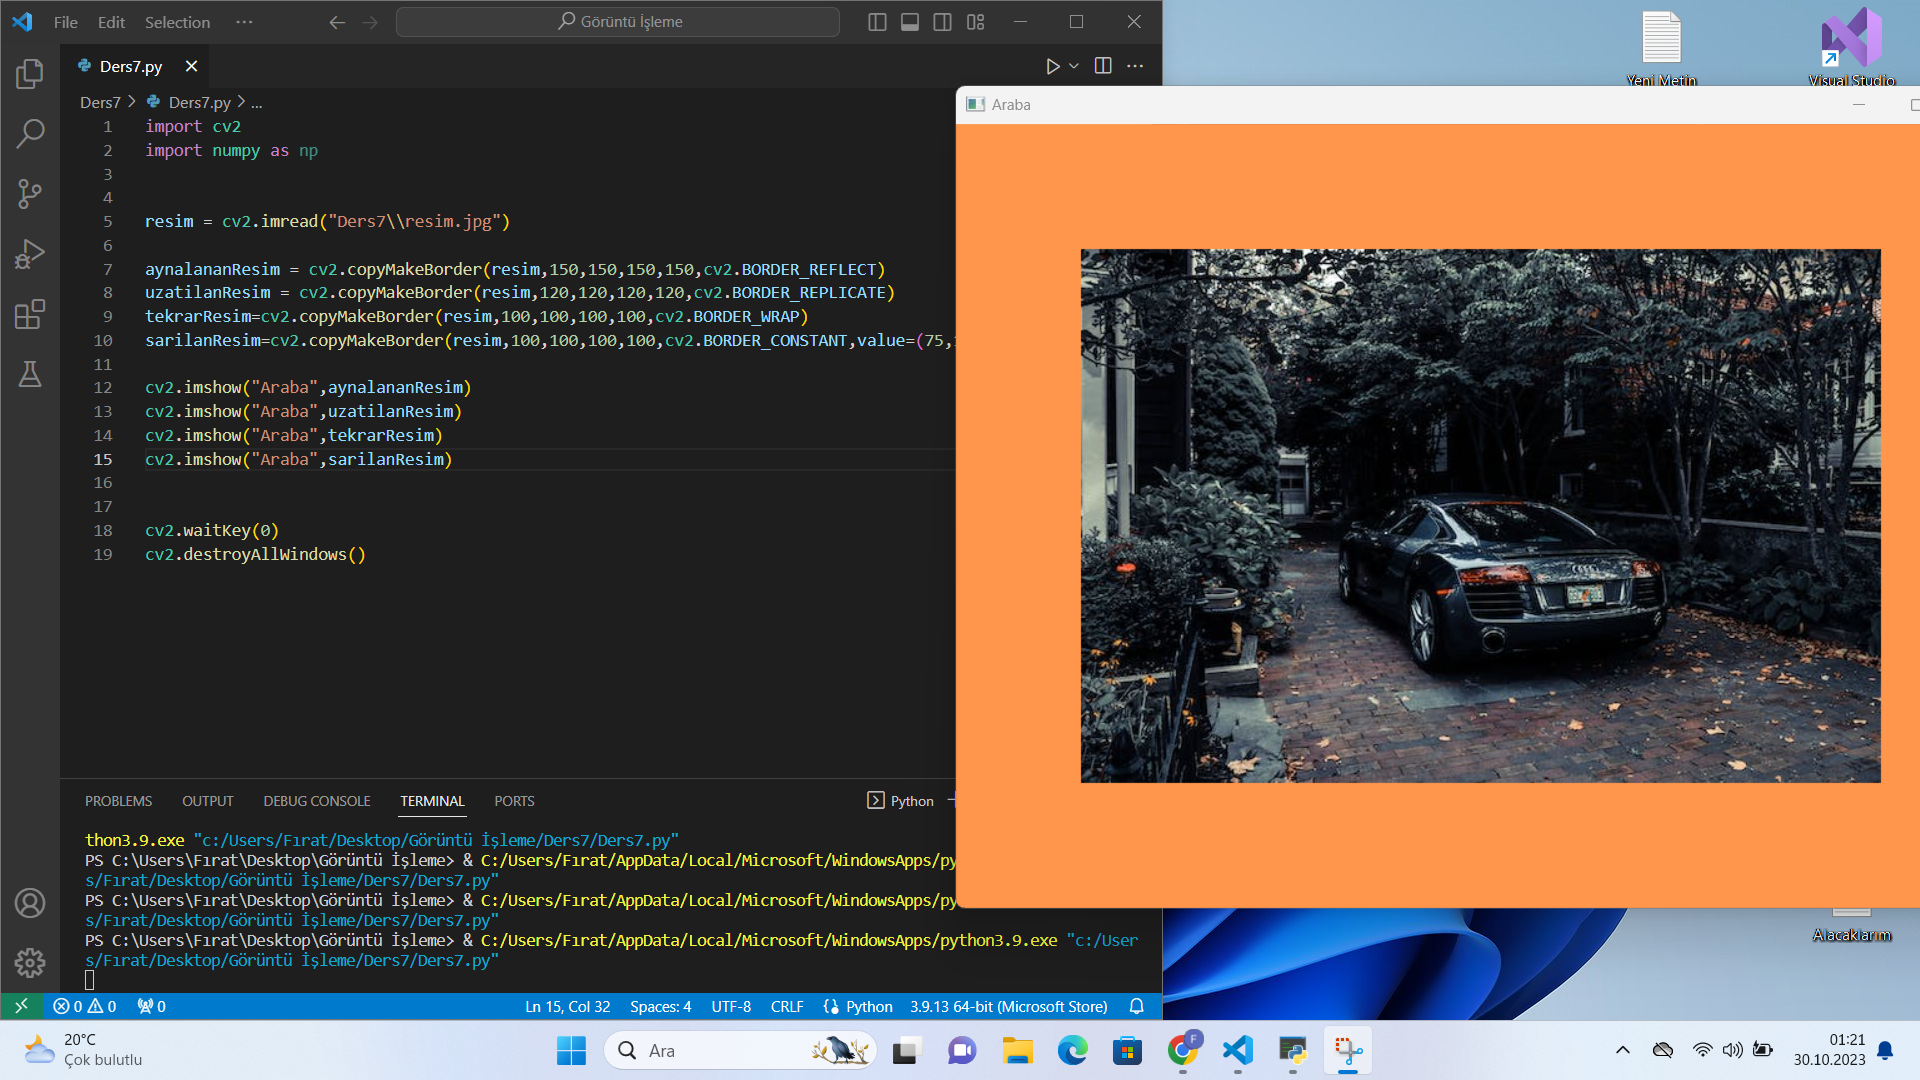 File Edit Selection ··· Görüntü İşleme
Ders7.py
Ders7 > Ders7.py > ...
1 import cv2
2 import numpy as np
3
4
5 resim = cv2.imread("Ders7\\resim.jpg")
6
7 aynalananResim = cv2.copyMakeBorder(resim,150,150,150,150,cv2.BORDER_REFLECT)
8 uzatilanResim = cv2.copyMakeBorder(resim,120,120,120,120,cv2.BORDER_REPLICATE)
9 tekrarResim=cv2.copyMakeBorder(resim,100,100,100,100,cv2.BORDER_WRAP)
10 sarilanResim=cv2.copyMakeBorder(resim,100,100,100,100,cv2.BORDER_CONSTANT,value=(75,
11
12 cv2.imshow("Araba",aynalananResim)
13 cv2.imshow("Araba",uzatilanResim)
14 cv2.imshow("Araba",tekrarResim)
15 cv2.imshow("Araba",sarilanResim)
16
17
18 cv2.waitKey(0)
19 cv2.destroyAllWindows()
PROBLEMS OUTPUT DEBUG CONSOLE TERMINAL PORTS Python
thon3.9.exe "c:/Users/Fırat/Desktop/Görüntü İşleme/Ders7/Ders7.py"
PS C:\Users\Fırat\Desktop\Görüntü İşleme> & C:/Users/Fırat/AppData/Local/Microsoft/WindowsApps/py
s/Fırat/Desktop/Görüntü İşleme/Ders7/Ders7.py"
PS C:\Users\Fırat\Desktop\Görüntü İşleme> & C:/Users/Fırat/AppData/Local/Microsoft/WindowsApps/py
s/Fırat/Desktop/Görüntü İşleme/Ders7/Ders7.py"
PS C:\Users\Fırat\Desktop\Görüntü İşleme> & C:/Users/Fırat/AppData/Local/Microsoft/WindowsApps/python3.9.exe "c:/User
s/Fırat/Desktop/Görüntü İşleme/Ders7/Ders7.py"
0 0 0 Ln 15, Col 32 Spaces: 4 UTF-8 CRLF Python 3.9.13 64-bit (Microsoft Store)
Yeni Metin
Visual Studio
Araba
Alacaklarım
20°C
Çok bulutlu
Ara
F
01:21
30.10.2023